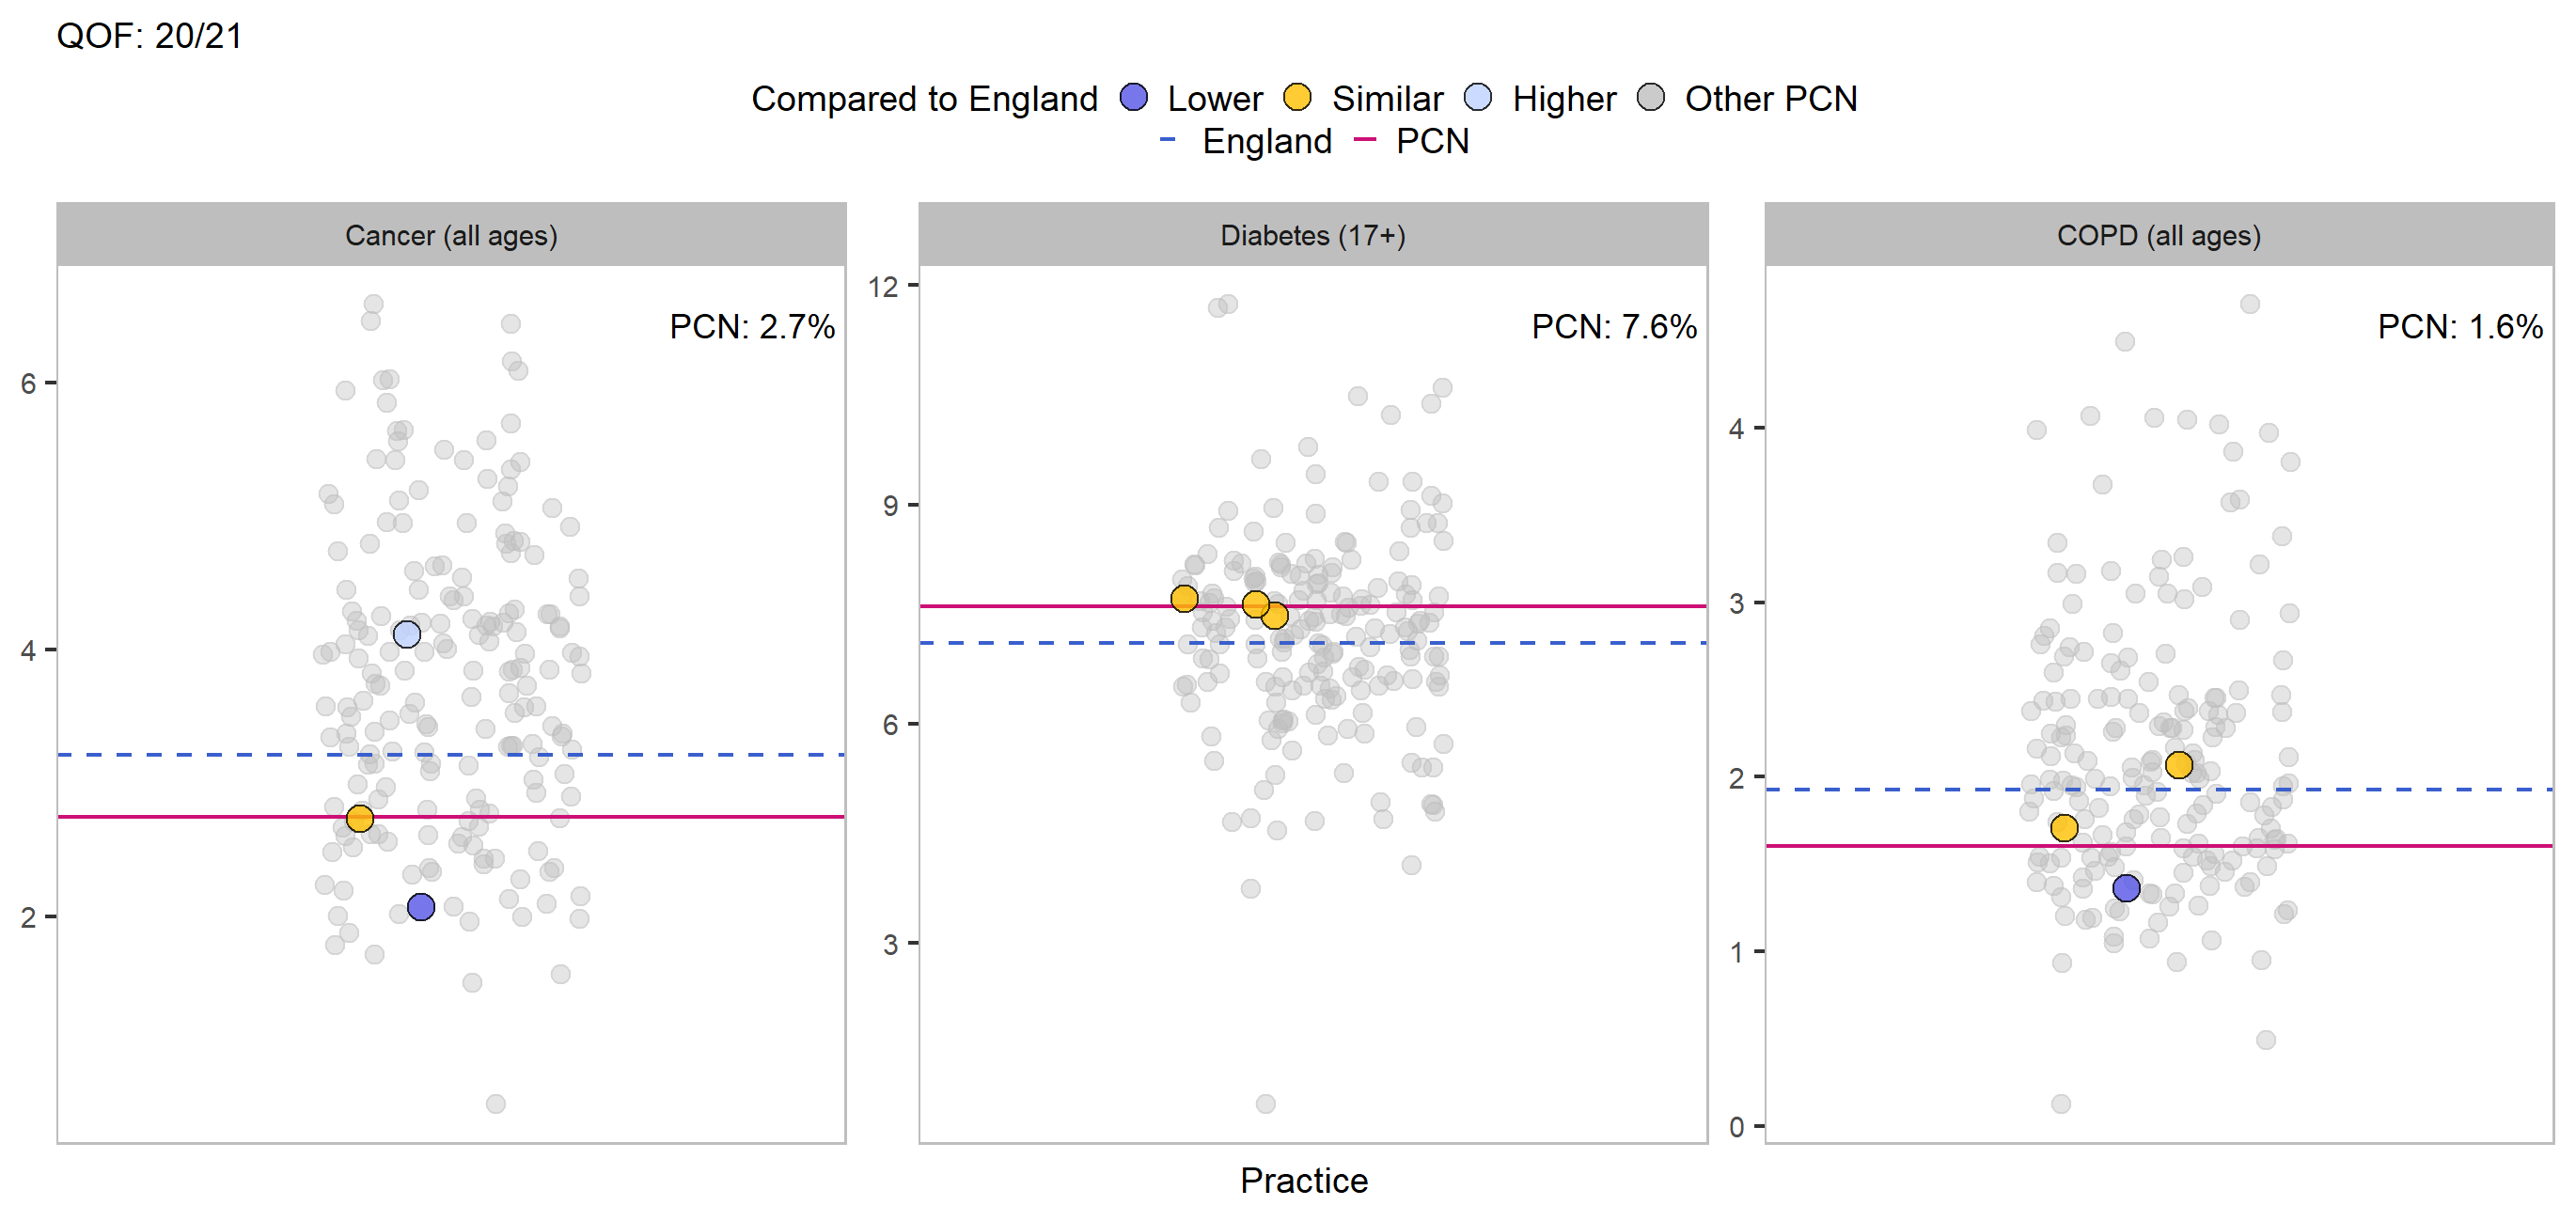 QOF: 20/21
Compared to England Lower Similar Higher Other PCN
England PCN
Cancer (all ages)
PCN: 2.7%
6
4
2
Diabetes (17+)
PCN: 7.6%
12
9
6
3
COPD (all ages)
PCN: 1.6%
4
3
2
1
0
Practice